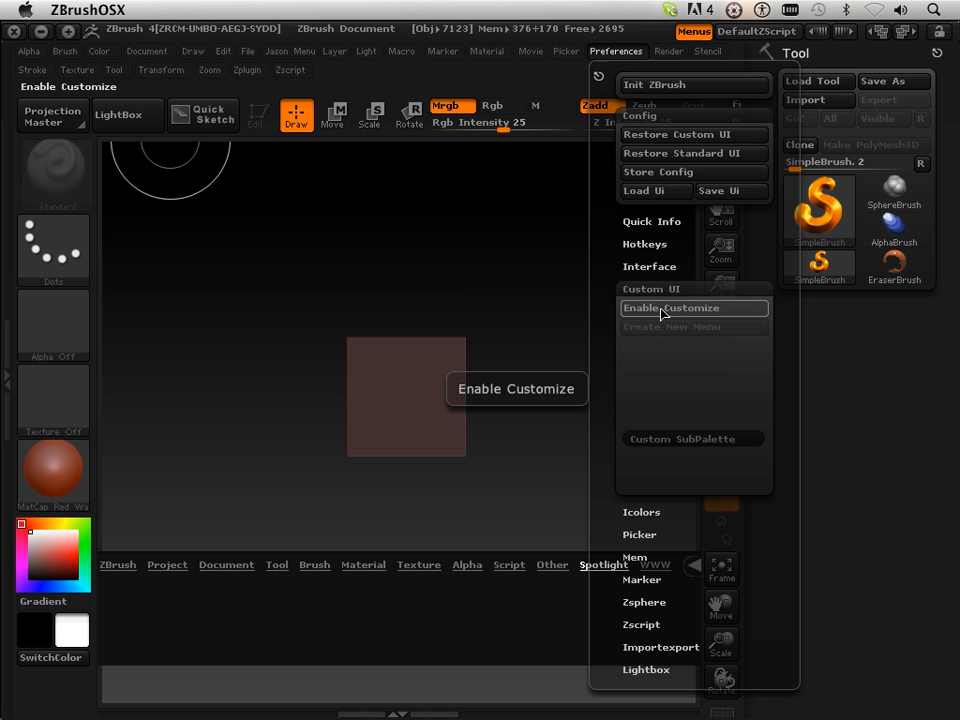 ZBrushOSX
4
ZBrush 4[ZRCM-UMBO-AEGJ-SYDD] ZBrush Document [Obj▸7123] Mem▸376+170 Free▸2695 Menus DefaultZScript
Alpha Brush Color Document Draw Edit File Jason Menu Layer Light Macro Marker Material Movie Picker Preferences Render Stencil
Stroke Texture Tool Transform Zoom Zplugin Zscript
Enable Customize
Projection Master
LightBox
Quick Sketch
Edit
Draw
Move
Scale
Rotate
Mrgb Rgb M
Rgb Intensity 25
Zadd
Standard
Dots
Alpha Off
Texture Off
MatCap Red Wa
Gradient
SwitchColor
Enable Customize
ZBrush Project Document Tool Brush Material Texture Alpha Script Other Spotlight WWW
Init ZBrush
Config
Restore Custom UI
Restore Standard UI
Store Config
Load Ui Save Ui
Quick Info
Hotkeys
Interface
Custom UI
Enable Customize
Create New Menu
Custom SubPalette
Icolors
Picker
Mem
Marker
Zsphere
Zscript
Importexport
Lightbox
Scroll
Zoom
Frame
Move
Scale
Rotate
Tool
Load Tool Save As
Import Export
GoZ All Visible R
Clone Make PolyMesh3D
SimpleBrush. 2 R
SimpleBrush
SphereBrush
AlphaBrush
SimpleBrush
EraserBrush